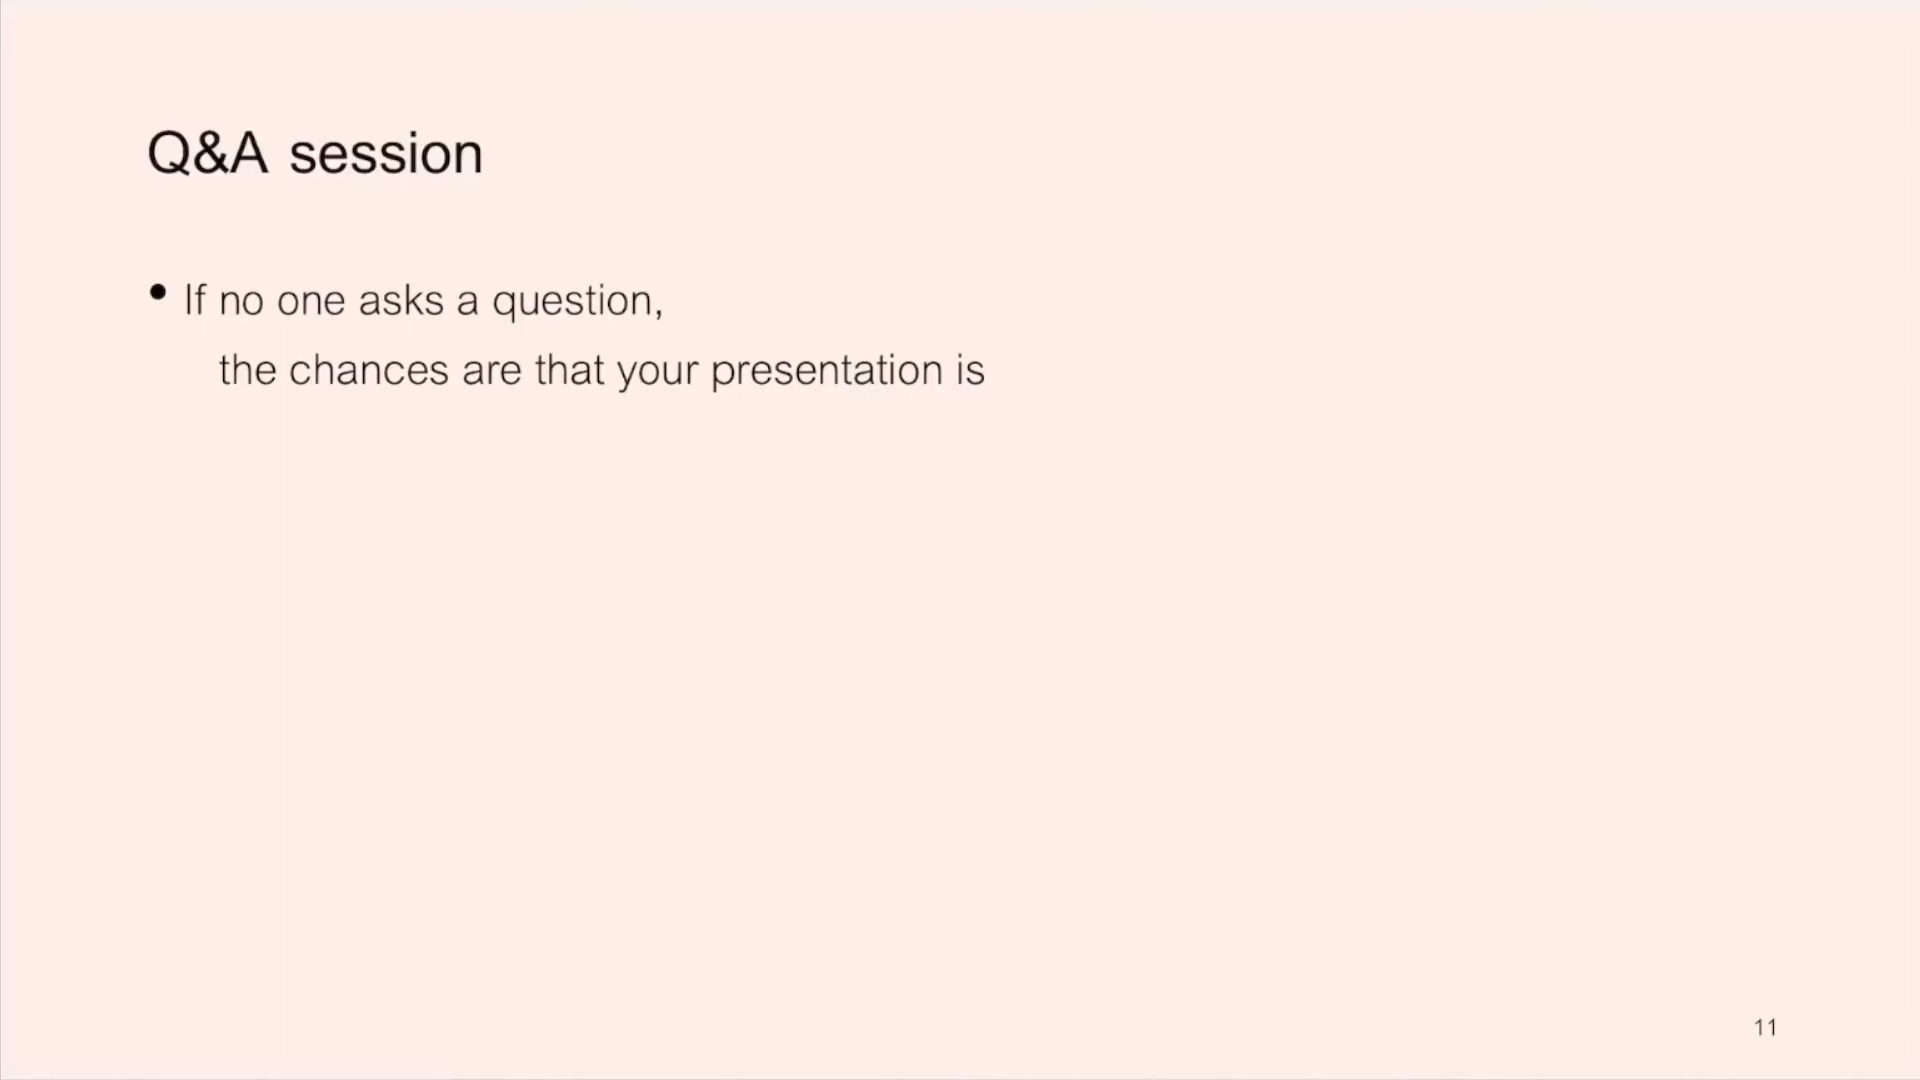 Q&A session
• If no one asks a question,
the chances are that your presentation is
11